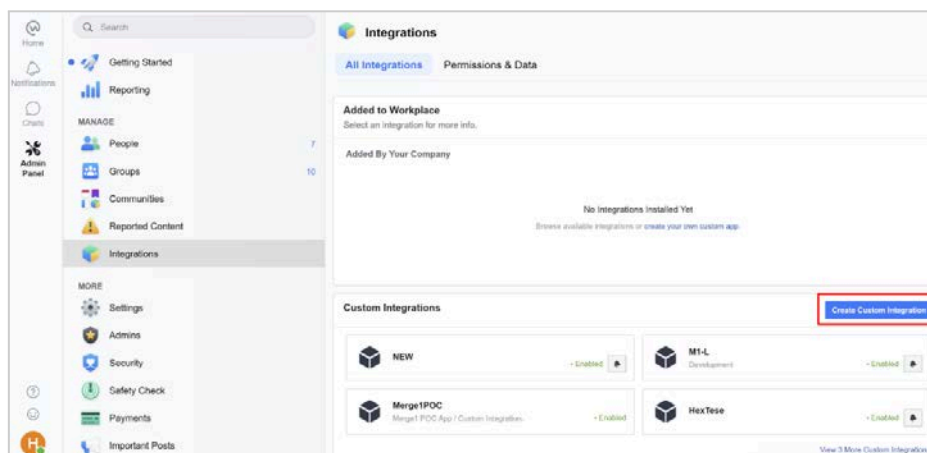 Home
Notifications
Chats
Admin Panel
Search
Getting Started
Reporting
MANAGE
People 7
Groups 10
Communities
Reported Content
Integrations
MORE
Settings
Admins
Security
Safety Check
Payments
Important Posts
H
Integrations
All Integrations Permissions & Data
Added to Workplace
Select an integration for more info.
Added By Your Company
No Integrations Installed Yet
Browse available integrations or create your own custom app
Custom Integrations Create Custom Integration
NEW
• Enabled
M1-L
Development • Enabled
Merge1POC
Merge1 POC App / Custom Integration. • Enabled
HexTese
• Enabled
View 3 More Custom Integration